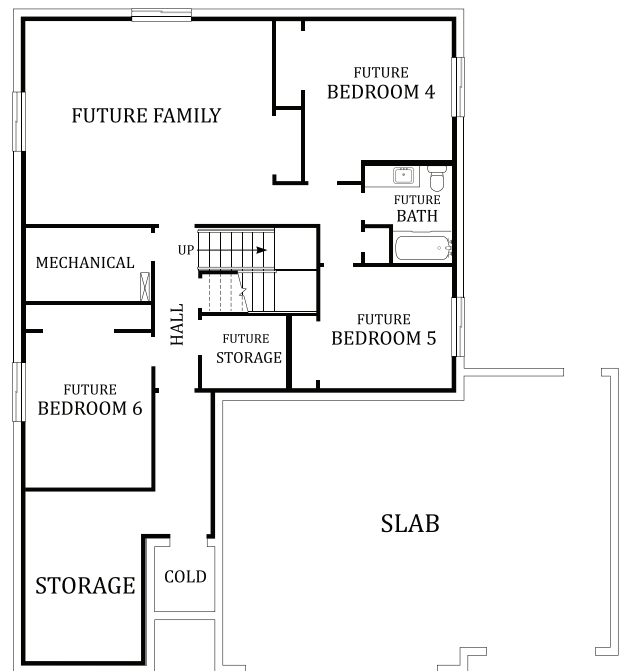 FUTURE
BEDROOM 4
FUTURE FAMILY
FUTURE
BATH
UP
MECHANICAL
HALL
FUTURE
BEDROOM 5
FUTURE
STORAGE
FUTURE
BEDROOM 6
SLAB
COLD
STORAGE